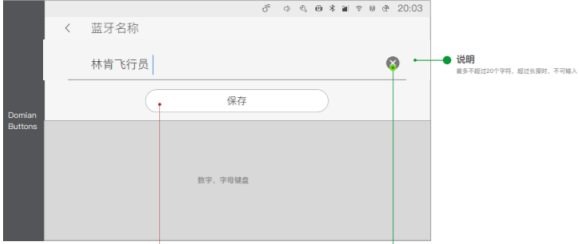 20:03
蓝牙名称
林肯飞行员
说明
最多不超过20个字符，超过长度时，不可输入
保存
Domian
Buttons
数字、字母键盘